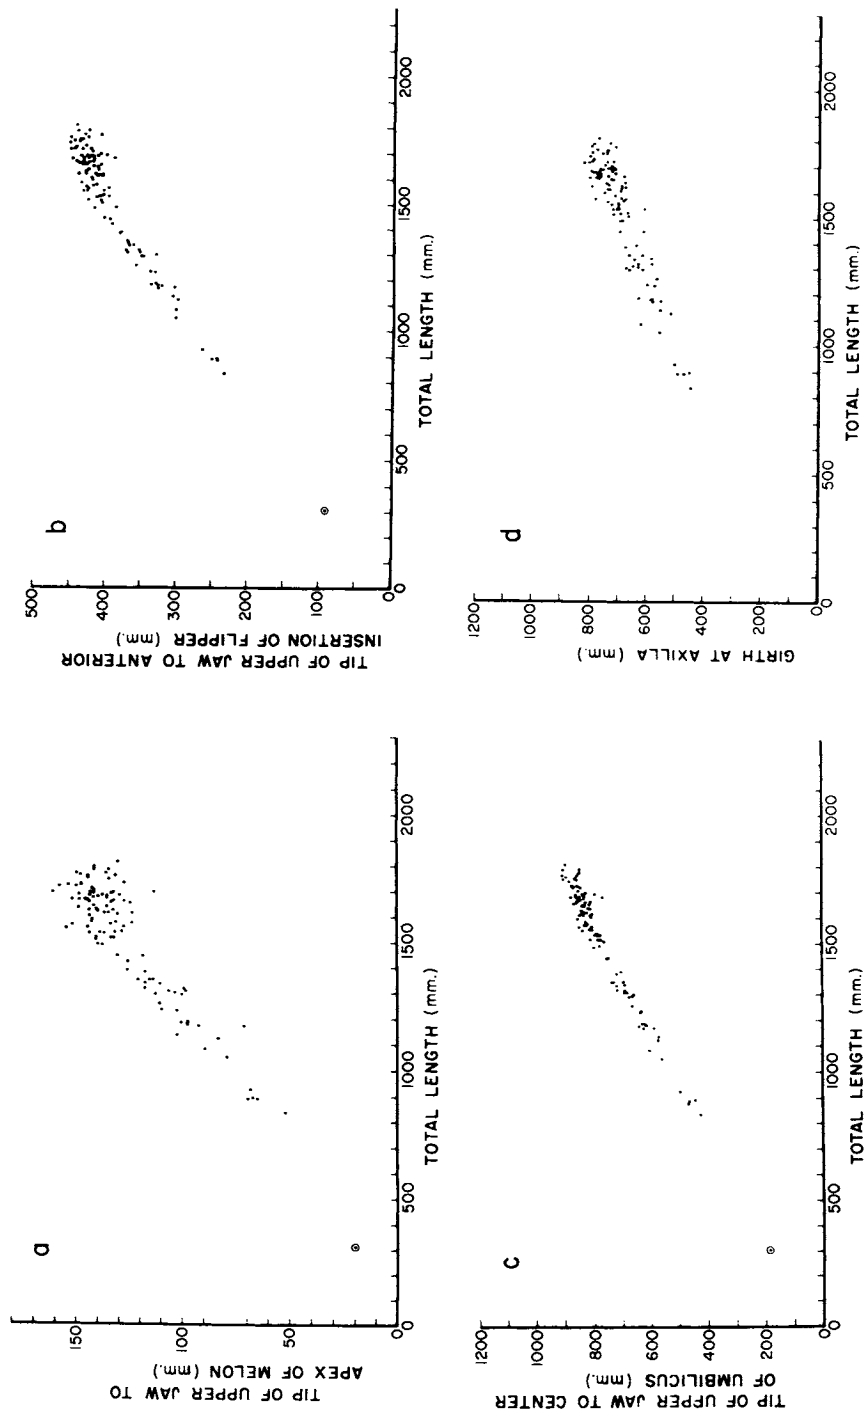 a
150
100
50
0
0
500
1000
1500
2000
TIP OF UPPER JAW TO
APEX OF MELON (mm.)
TOTAL LENGTH (mm.)
b
500
400
300
200
100
0
0
500
1000
1500
2000
TIP OF UPPER JAW TO ANTERIOR
INSERTION OF FLIPPER (mm.)
TOTAL LENGTH (mm.)
c
1200
1000
800
600
400
200
0
0
500
1000
1500
2000
TIP OF UPPER JAW TO CENTER
OF UMBILICUS (mm.)
TOTAL LENGTH (mm.)
d
1200
1000
800
600
400
200
0
0
500
1000
1500
2000
GIRTH AT AXILLA (mm.)
TOTAL LENGTH (mm.)